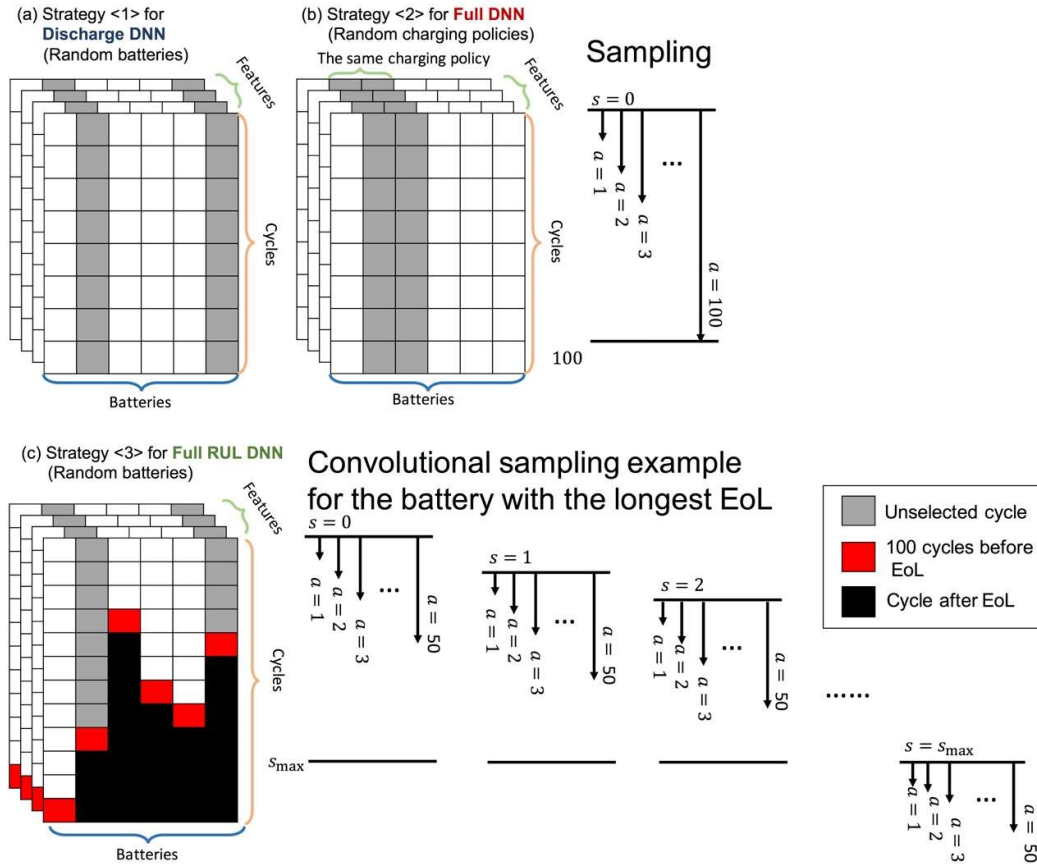 (a) Strategy <1> for
Discharge DNN
(Random batteries)
Features
Cycles
Batteries
(b) Strategy <2> for Full DNN
(Random charging policies)
The same charging policy
Features
Cycles
Batteries
Sampling
s = 0
a = 1
a = 2
a = 3
...
a = 100
100
(c) Strategy <3> for Full RUL DNN
(Random batteries)
Features
Cycles
Batteries
Convolutional sampling example
for the battery with the longest EoL
s = 0
a = 1
a = 2
a = 3
...
a = 50
s = 1
a = 1
a = 2
a = 3
...
a = 50
s = 2
a = 1
a = 2
a = 3
...
a = 50
......
smax
s = smax
a = 1
a = 2
a = 3
...
a = 50
Unselected cycle
100 cycles before
EoL
Cycle after EoL